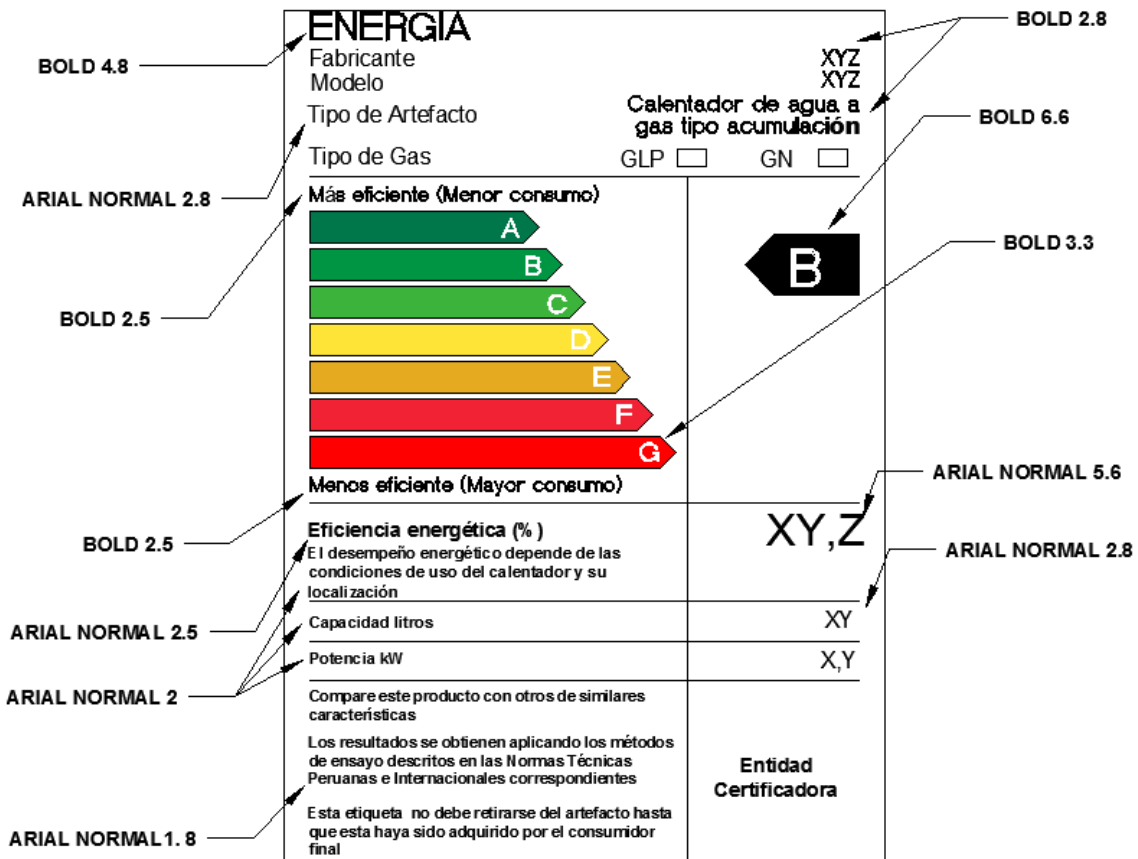 ENERGIA
BOLD 2.8
BOLD 4.8
Fabricante XYZ
Modelo XYZ
Tipo de Artefacto Calentador de agua a
gas tipo acumulación
BOLD 6.6
Tipo de Gas GLP GN
ARIAL NORMAL 2.8
Más eficiente (Menor consumo)
A
B
B
BOLD 3.3
C
BOLD 2.5
D
E
F
G
Menos eficiente (Mayor consumo)
ARIAL NORMAL 5.6
BOLD 2.5
Eficiencia energética (% ) XY,Z
El desempeño energético depende de las
condiciones de uso del calentador y su
localización
ARIAL NORMAL 2.8
ARIAL NORMAL 2.5
Capacidad litros XY
Potencia kW X,Y
ARIAL NORMAL 2
Compare este producto con otros de similares
características
Los resultados se obtienen aplicando los métodos
de ensayo descritos en las Normas Técnicas
Peruanas e Internacionales correspondientes
Entidad
Certificadora
Esta etiqueta no debe retirarse del artefacto hasta
que esta haya sido adquirido por el consumidor
final
ARIAL NORMAL 1. 8